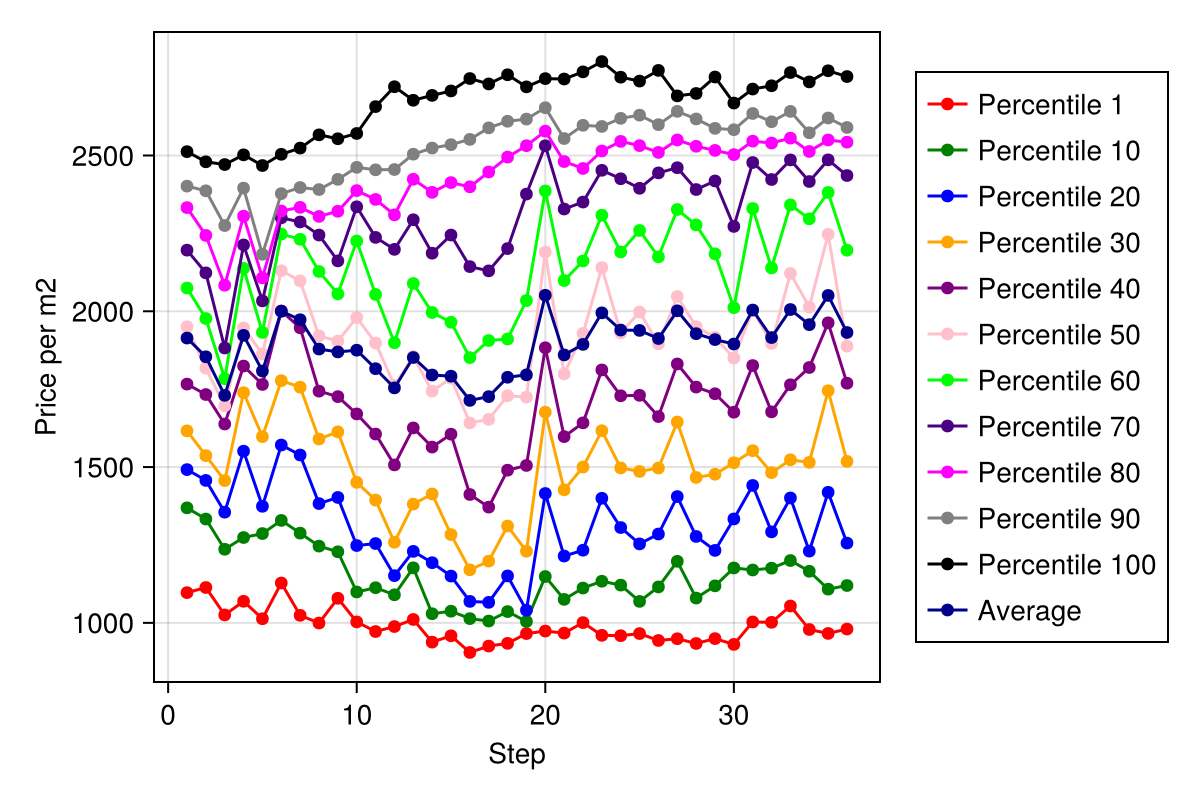 Price per m2
2500
2000
1500
1000
0 10 20 30
Step
Percentile 1
Percentile 10
Percentile 20
Percentile 30
Percentile 40
Percentile 50
Percentile 60
Percentile 70
Percentile 80
Percentile 90
Percentile 100
Average